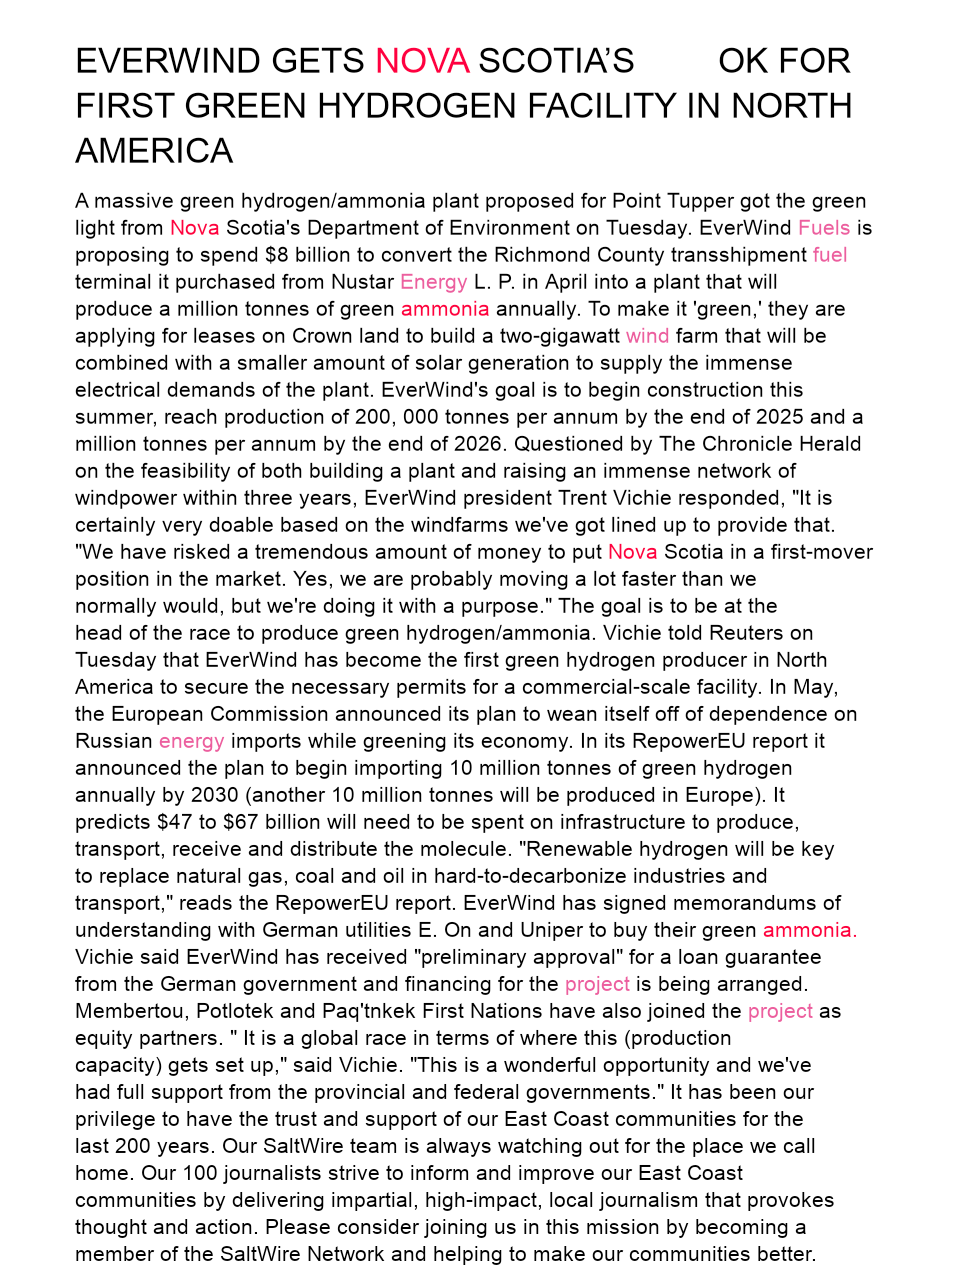 EVERWIND GETS NOVA SCOTIA’S OK FOR
FIRST GREEN HYDROGEN FACILITY IN NORTH
AMERICA
A massive green hydrogen/ammonia plant proposed for Point Tupper got the green
light from Nova Scotia's Department of Environment on Tuesday. EverWind Fuels is
proposing to spend $8 billion to convert the Richmond County transshipment fuel
terminal it purchased from Nustar Energy L. P. in April into a plant that will
produce a million tonnes of green ammonia annually. To make it 'green,' they are
applying for leases on Crown land to build a two-gigawatt wind farm that will be
combined with a smaller amount of solar generation to supply the immense
electrical demands of the plant. EverWind's goal is to begin construction this
summer, reach production of 200, 000 tonnes per annum by the end of 2025 and a
million tonnes per annum by the end of 2026. Questioned by The Chronicle Herald
on the feasibility of both building a plant and raising an immense network of
windpower within three years, EverWind president Trent Vichie responded, "It is
certainly very doable based on the windfarms we've got lined up to provide that.
"We have risked a tremendous amount of money to put Nova Scotia in a first-mover
position in the market. Yes, we are probably moving a lot faster than we
normally would, but we're doing it with a purpose." The goal is to be at the
head of the race to produce green hydrogen/ammonia. Vichie told Reuters on
Tuesday that EverWind has become the first green hydrogen producer in North
America to secure the necessary permits for a commercial-scale facility. In May,
the European Commission announced its plan to wean itself off of dependence on
Russian energy imports while greening its economy. In its RepowerEU report it
announced the plan to begin importing 10 million tonnes of green hydrogen
annually by 2030 (another 10 million tonnes will be produced in Europe). It
predicts $47 to $67 billion will need to be spent on infrastructure to produce,
transport, receive and distribute the molecule. "Renewable hydrogen will be key
to replace natural gas, coal and oil in hard-to-decarbonize industries and
transport," reads the RepowerEU report. EverWind has signed memorandums of
understanding with German utilities E. On and Uniper to buy their green ammonia.
Vichie said EverWind has received "preliminary approval" for a loan guarantee
from the German government and financing for the project is being arranged.
Membertou, Potlotek and Paq'tnkek First Nations have also joined the project as
equity partners. " It is a global race in terms of where this (production
capacity) gets set up," said Vichie. "This is a wonderful opportunity and we've
had full support from the provincial and federal governments." It has been our
privilege to have the trust and support of our East Coast communities for the
last 200 years. Our SaltWire team is always watching out for the place we call
home. Our 100 journalists strive to inform and improve our East Coast
communities by delivering impartial, high-impact, local journalism that provokes
thought and action. Please consider joining us in this mission by becoming a
member of the SaltWire Network and helping to make our communities better.